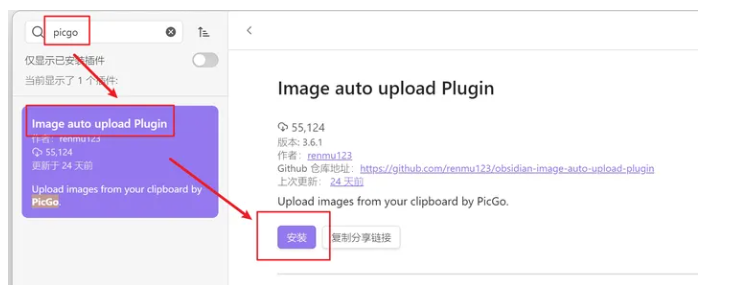 picgo
仅显示已安装插件
当前显示了 1 个插件:
Image auto upload Plugin
作者: renmu123
55,124
更新于 24 天前
Upload images from your clipboard by
PicGo.
Image auto upload Plugin
55,124
版本: 3.6.1
作者: renmu123
Github 仓库地址: https://github.com/renmu123/obsidian-image-auto-upload-plugin
上次更新: 24 天前
Upload images from your clipboard by PicGo.
安装
复制分享链接